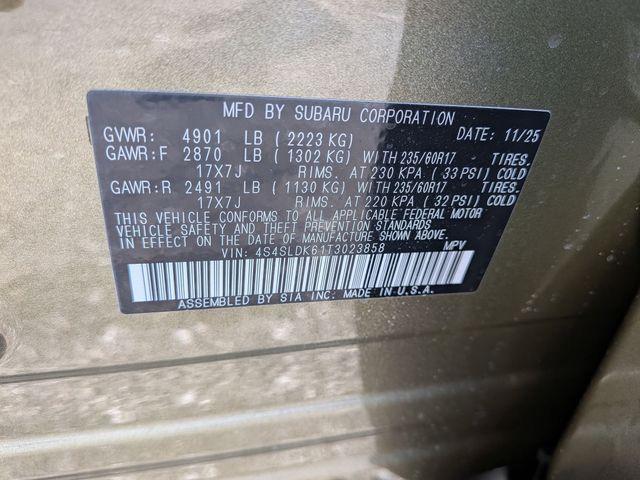 MFD BY SUBARU CORPORATION
GVWR: 4901 LB (2223 KG) DATE: 11/25
GAWR:F 2870 LB (1302 KG) WITH 235/60R17 TIRES.
17X7J RIMS. AT 230 KPA (33 PSI) COLD
GAWR:R 2491 LB (1130 KG) WITH 235/60R17 TIRES.
17X7J RIMS. AT 220 KPA (32 PSI) COLD
THIS VEHICLE CONFORMS TO ALL APPLICABLE FEDERAL MOTOR
VEHICLE SAFETY AND THEFT PREVENTION STANDARDS
IN EFFECT ON THE DATE OF MANUFACTURE SHOWN ABOVE.
VIN: 4S4SLDK61T3023858 MPV
ASSEMBLED BY SIA INC: MADE IN U.S.A.